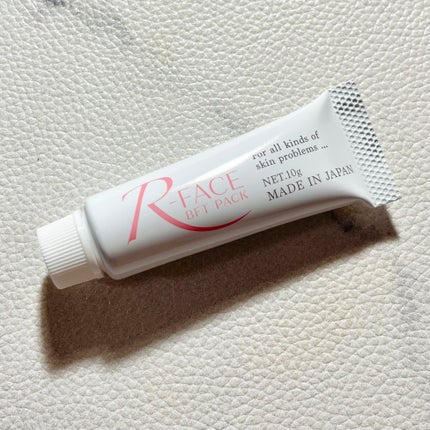 R-FACE
BFT PACK
For all kinds of
skin problems ...
NET.10g
MADE IN JAPAN